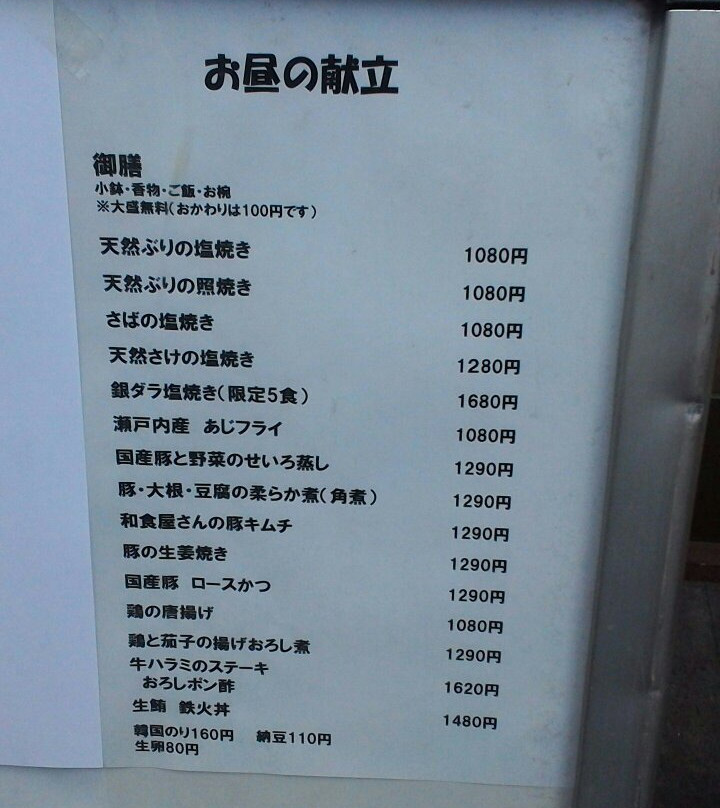 お昼の献立
御膳
小鉢・香物・ご飯・お椀
※大盛無料(おかわりは100円です)
天然ぶりの塩焼き 1080円
天然ぶりの照焼き 1080円
さばの塩焼き 1080円
天然さけの塩焼き 1280円
銀ダラ塩焼き(限定5食) 1680円
瀬戸内産 あじフライ 1080円
国産豚と野菜のせいろ蒸し 1290円
豚・大根・豆腐の柔らか煮(角煮) 1290円
和食屋さんの豚キムチ 1290円
豚の生姜焼き 1290円
国産豚 ロースかつ 1290円
鶏の唐揚げ 1080円
鶏と茄子の揚げおろし煮 1290円
牛ハラミのステーキ
おろしポン酢 1620円
生鮪 鉄火丼 1480円
韓国のり160円 納豆110円
生卵80円